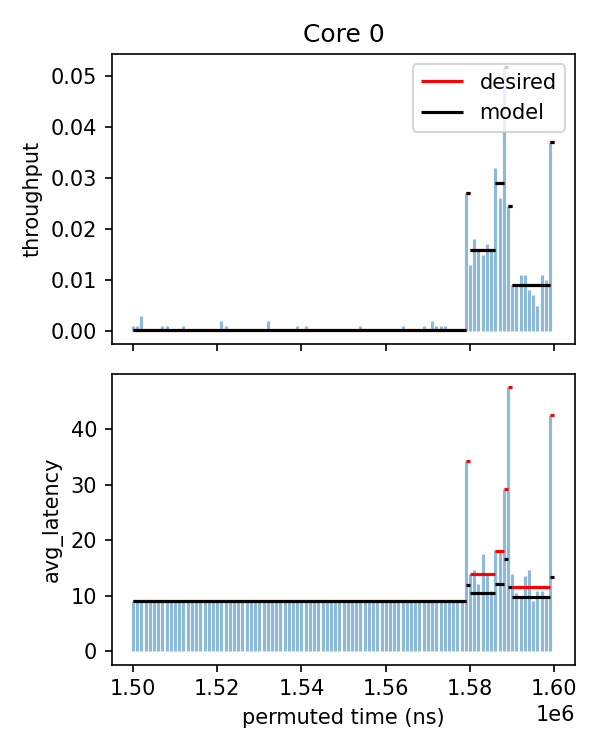 Core 0
desired
model
throughput
0.05
0.04
0.03
0.02
0.01
0.00
avg_latency
40
30
20
10
0
1.50 1.52 1.54 1.56 1.58 1.60
1e6
permuted time (ns)